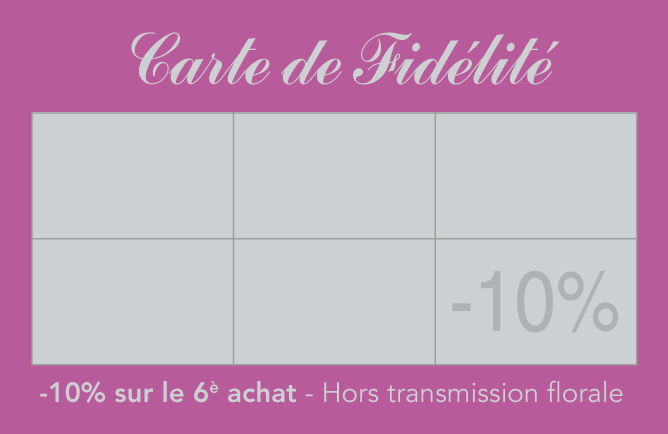 Carte de Fidélité
-10%
-10% sur le 6è achat - Hors transmission florale